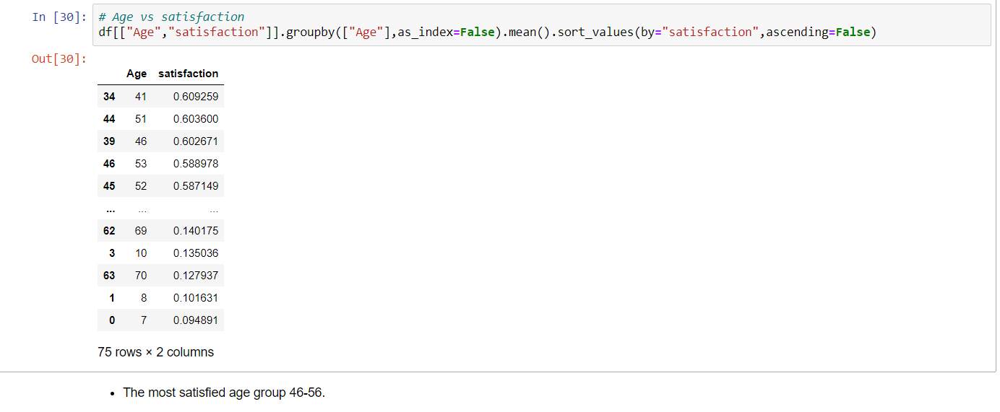 In [30]: # Age vs satisfaction
df[["Age","satisfaction"]].groupby(["Age"],as_index=False).mean().sort_values(by="satisfaction",ascending=False)
Out[30]:
Age satisfaction
34 41 0.609259
44 51 0.603600
39 46 0.602671
46 53 0.588978
45 52 0.587149
... ... ...
62 69 0.140175
3 10 0.135036
63 70 0.127937
1 8 0.101631
0 7 0.094891
75 rows × 2 columns
• The most satisfied age group 46-56.